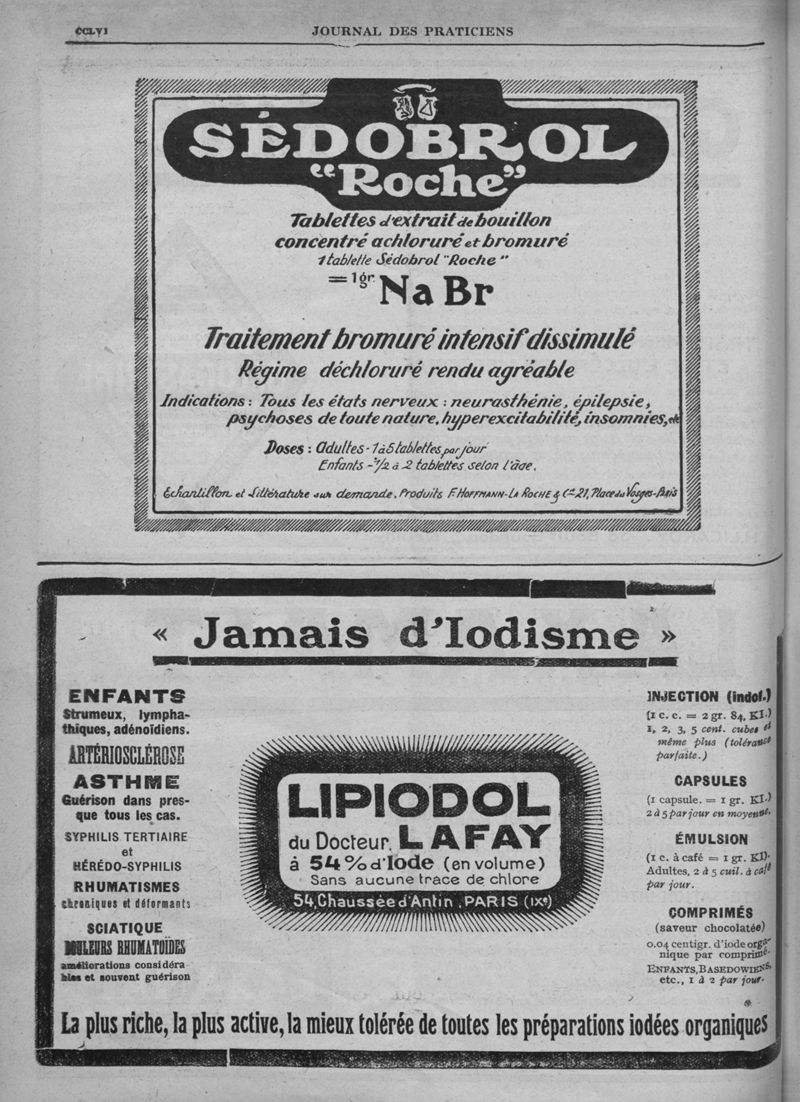 CCLVI
JOURNAL DES PRATICIENS
SÉDOBROL
"Roche"
Tablettes d'extrait de bouillon
concentré achloruré et bromuré
1 tablette Sédobrol "Roche"
= 1gr NaBr
Traitement bromuré intensif dissimulé
Régime déchloruré rendu agréable
Indications : Tous les états nerveux : neurasthénie, épilepsie,
psychoses de toute nature, hyperexcitabilité, insomnies, etc
Doses : Adultes - 1 à 5 tablettes par jour
Enfants - 1/2 à 2 tablettes selon l'âge.
Échantillon et Littérature sur demande. Produits F. HOFFMANN-LA ROCHE & Cie 21, Place des Vosges-Paris
« Jamais d'Iodisme »
ENFANTS
Strumeux, lympha-
thiques, adénoïdiens.
ARTÉRIOSCLÉROSE
ASTHME
Guérison dans pres-
que tous les cas.
SYPHILIS TERTIAIRE
et
HÉRÉDO-SYPHILIS
RHUMATISMES
chroniques et déformants
SCIATIQUE
DOULEURS RHUMATOÏDES
améliorations considéra-
bles et souvent guérison
LIPIODOL
du Docteur, LAFAY
à 54% d'Iode (en volume)
Sans aucune trace de chlore
54, Chaussée d'Antin, PARIS (IXe)
INJECTION (indol.)
(1 c. c. = 2 gr. 84, KI.)
1, 2, 3, 5 cent. cubes et
même plus (tolérance
parfaite.)
CAPSULES
(1 capsule. = 1 gr. KI.)
2 à 5 par jour en moyenne.
ÉMULSION
(1 c. à café = 1 gr. KI).
Adultes, 2 à 5 cuil. à café
par jour.
COMPRIMÉS
(saveur chocolatée)
0.04 centigr. d'iode orga-
nique par comprimé.
ENFANTS, BASEDOWIENS,
etc., 1 à 2 par jour.
La plus riche, la plus active, la mieux tolérée de toutes les préparations iodées organiques